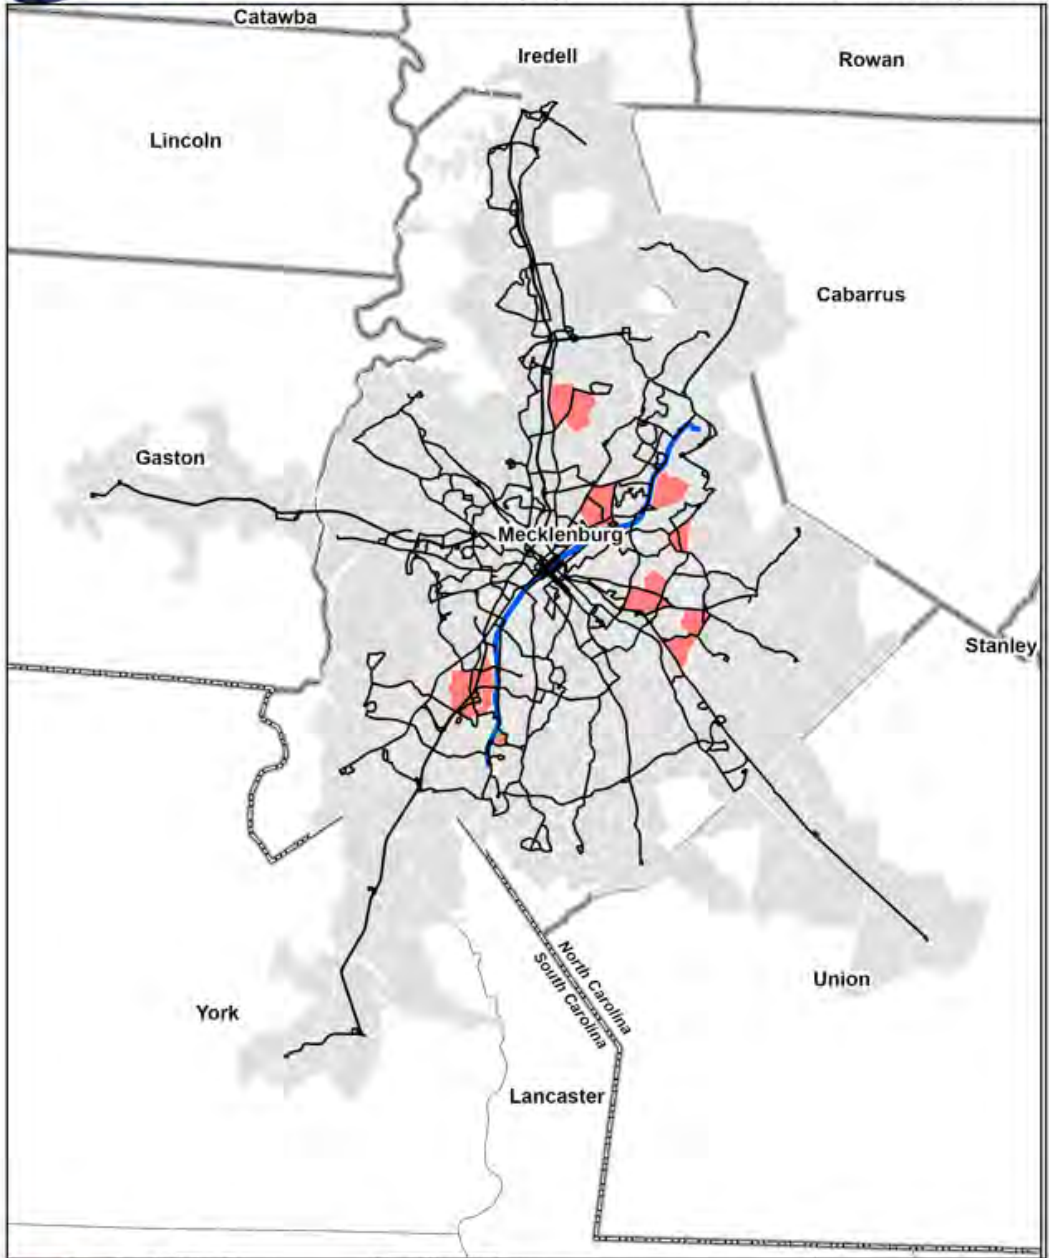 Catawba
Iredell
Rowan
Lincoln
Cabarrus
Gaston
Mecklenburg
Stanley
North Carolina
South Carolina
Union
York
Lancaster